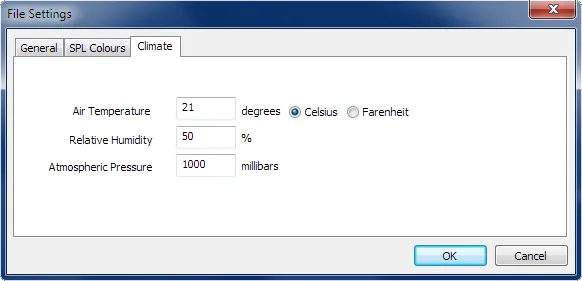 File Settings
General SPL Colours Climate
Air Temperature 21 degrees Celsius Farenheit
Relative Humidity 50 %
Atmospheric Pressure 1000 millibars
OK Cancel